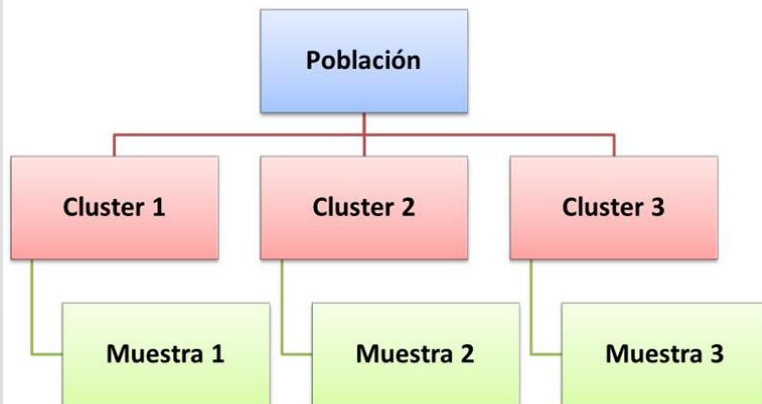 Población
Cluster 1
Cluster 2
Cluster 3
Muestra 1
Muestra 2
Muestra 3